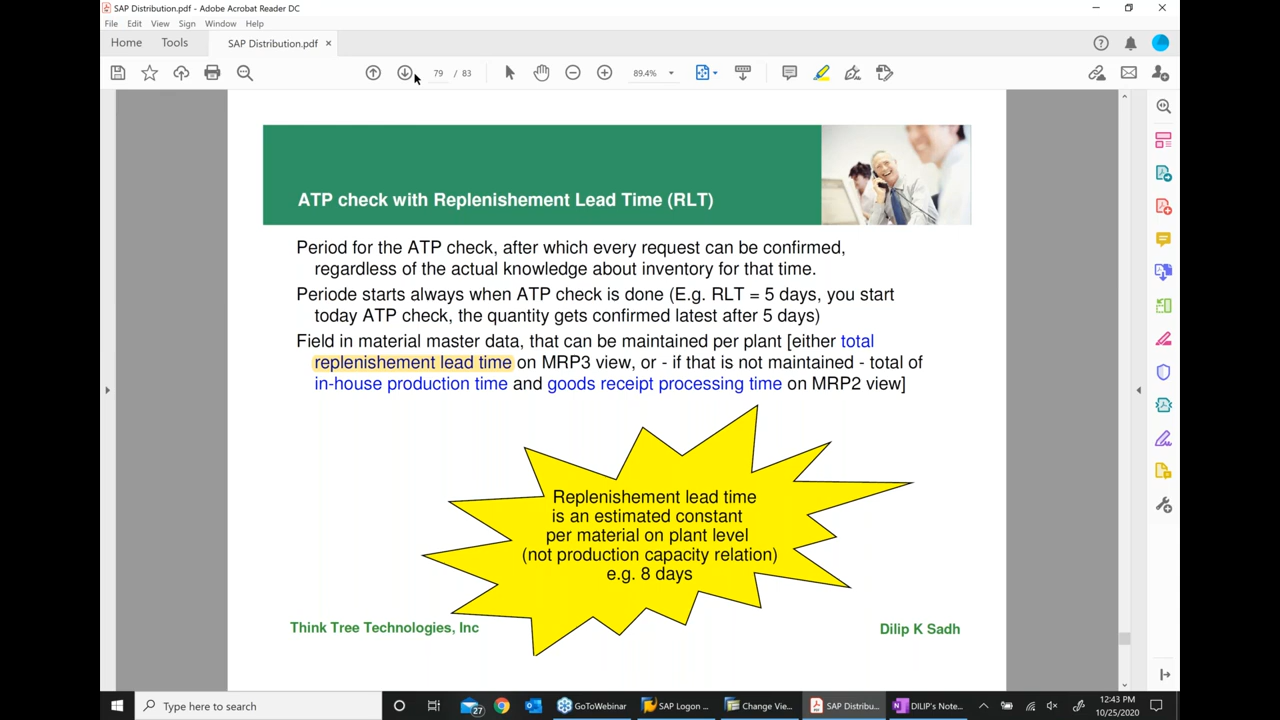 SAP Distribution.pdf - Adobe Acrobat Reader DC
File Edit View Sign Window Help
Home Tools SAP Distribution.pdf ×
79 / 83 89.4%
ATP check with Replenishement Lead Time (RLT)
Period for the ATP check, after which every request can be confirmed,
regardless of the actual knowledge about inventory for that time.
Periode starts always when ATP check is done (E.g. RLT = 5 days, you start
today ATP check, the quantity gets confirmed latest after 5 days)
Field in material master data, that can be maintained per plant [either total
replenishement lead time on MRP3 view, or - if that is not maintained - total of
in-house production time and goods receipt processing time on MRP2 view]
Replenishement lead time
is an estimated constant
per material on plant level
(not production capacity relation)
e.g. 8 days
Think Tree Technologies, Inc Dilip K Sadh
Type here to search 27 GoToWebinar SAP Logon ... Change Vie... SAP Distribu... DILIP's Note... 12:43 PM
10/25/2020